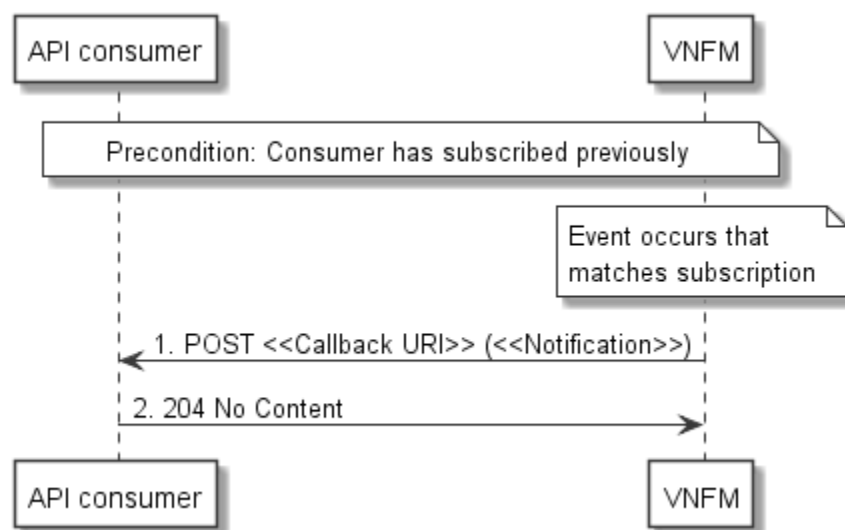 API consumer
VNFM
Precondition: Consumer has subscribed previously
Event occurs that
matches subscription
1. POST <<Callback URI>> (<<Notification>>)
2. 204 No Content
API consumer
VNFM